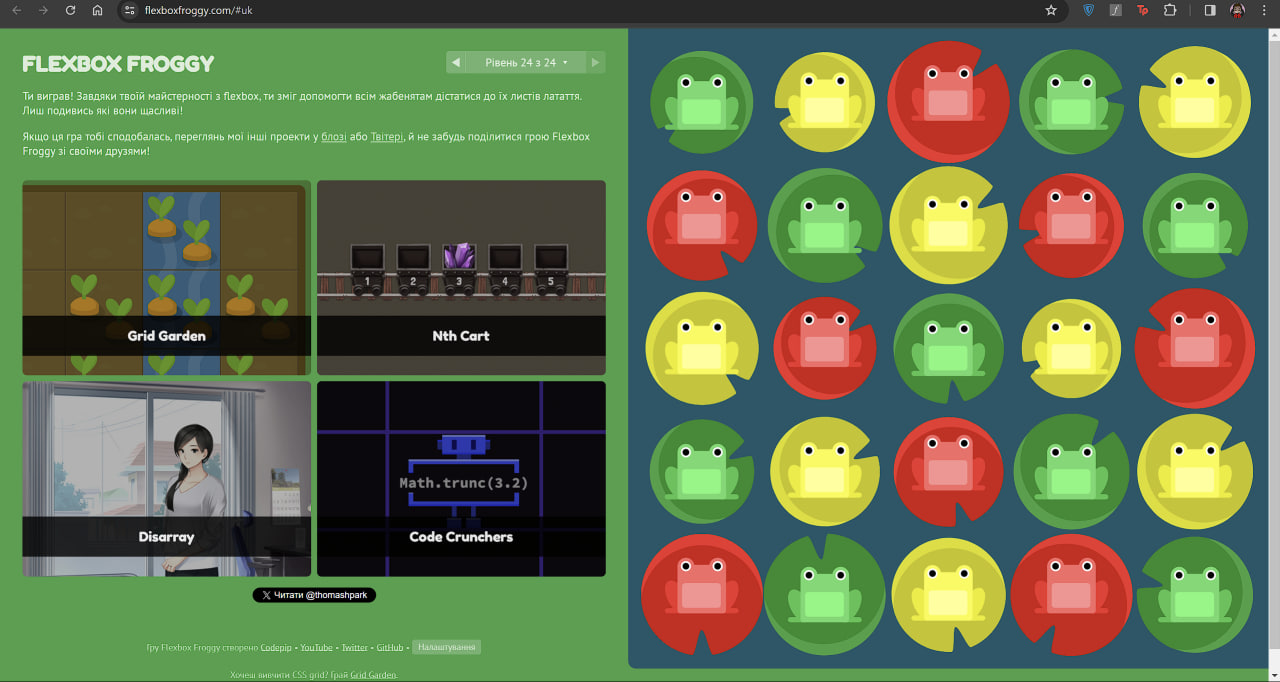 flexboxfroggy.com/#uk
FLEXBOX FROGGY
Рівень 24 з 24
Ти виграв! Завдяки твоїй майстерності з flexbox, ти зміг допомогти всім жабенятам дістатися до їх листів латаття.
Лиш подивись які вони щасливі!
Якщо ця гра тобі сподобалась, переглянь мої інші проекти у блозі або Твітері, й не забудь поділитися грою Flexbox
Froggy зі своїми друзями!
1 2 3 4 5
Grid Garden
Nth Cart
Math.trunc(3.2)
Disarray
Code Crunchers
Читати @thomashpark
Гру Flexbox Froggy створено Codepip • YouTube • Twitter • GitHub • Налаштування
Хочеш вивчити CSS grid? Грай Grid Garden.